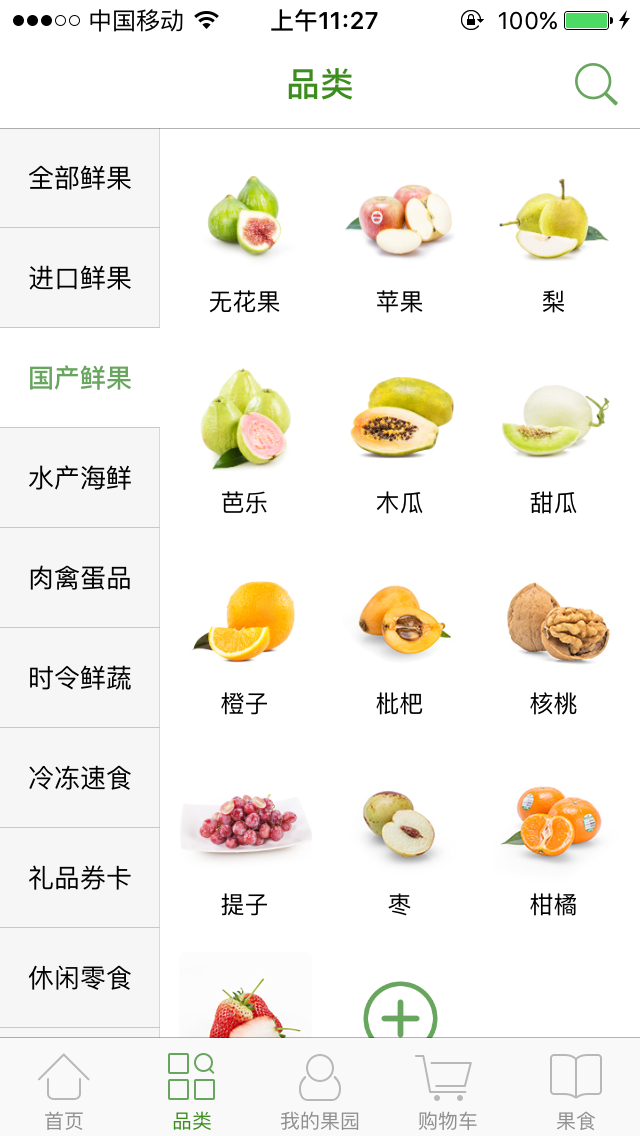 中国移动 上午11:27 100%
品类
全部鲜果
进口鲜果
国产鲜果
水产海鲜
肉禽蛋品
时令鲜蔬
冷冻速食
礼品券卡
休闲零食
无花果 苹果 梨
芭乐 木瓜 甜瓜
橙子 枇杷 核桃
提子 枣 柑橘
首页 品类 我的果园 购物车 果食